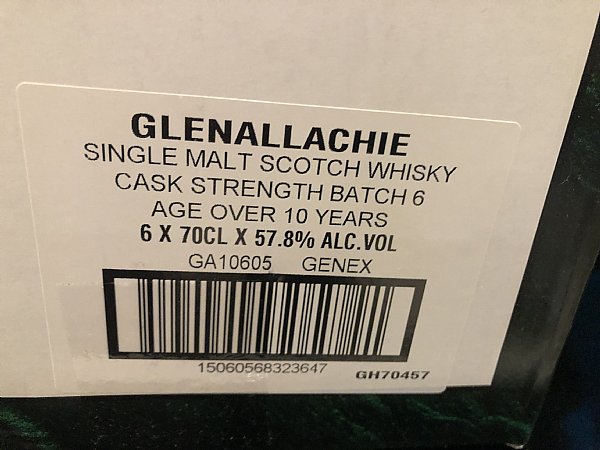 GLENALLACHIE
SINGLE MALT SCOTCH WHISKY
CASK STRENGTH BATCH 6
AGE OVER 10 YEARS
6 X 70CL X 57.8% ALC.VOL
GA10605 GENEX
15060568323647
GH70457